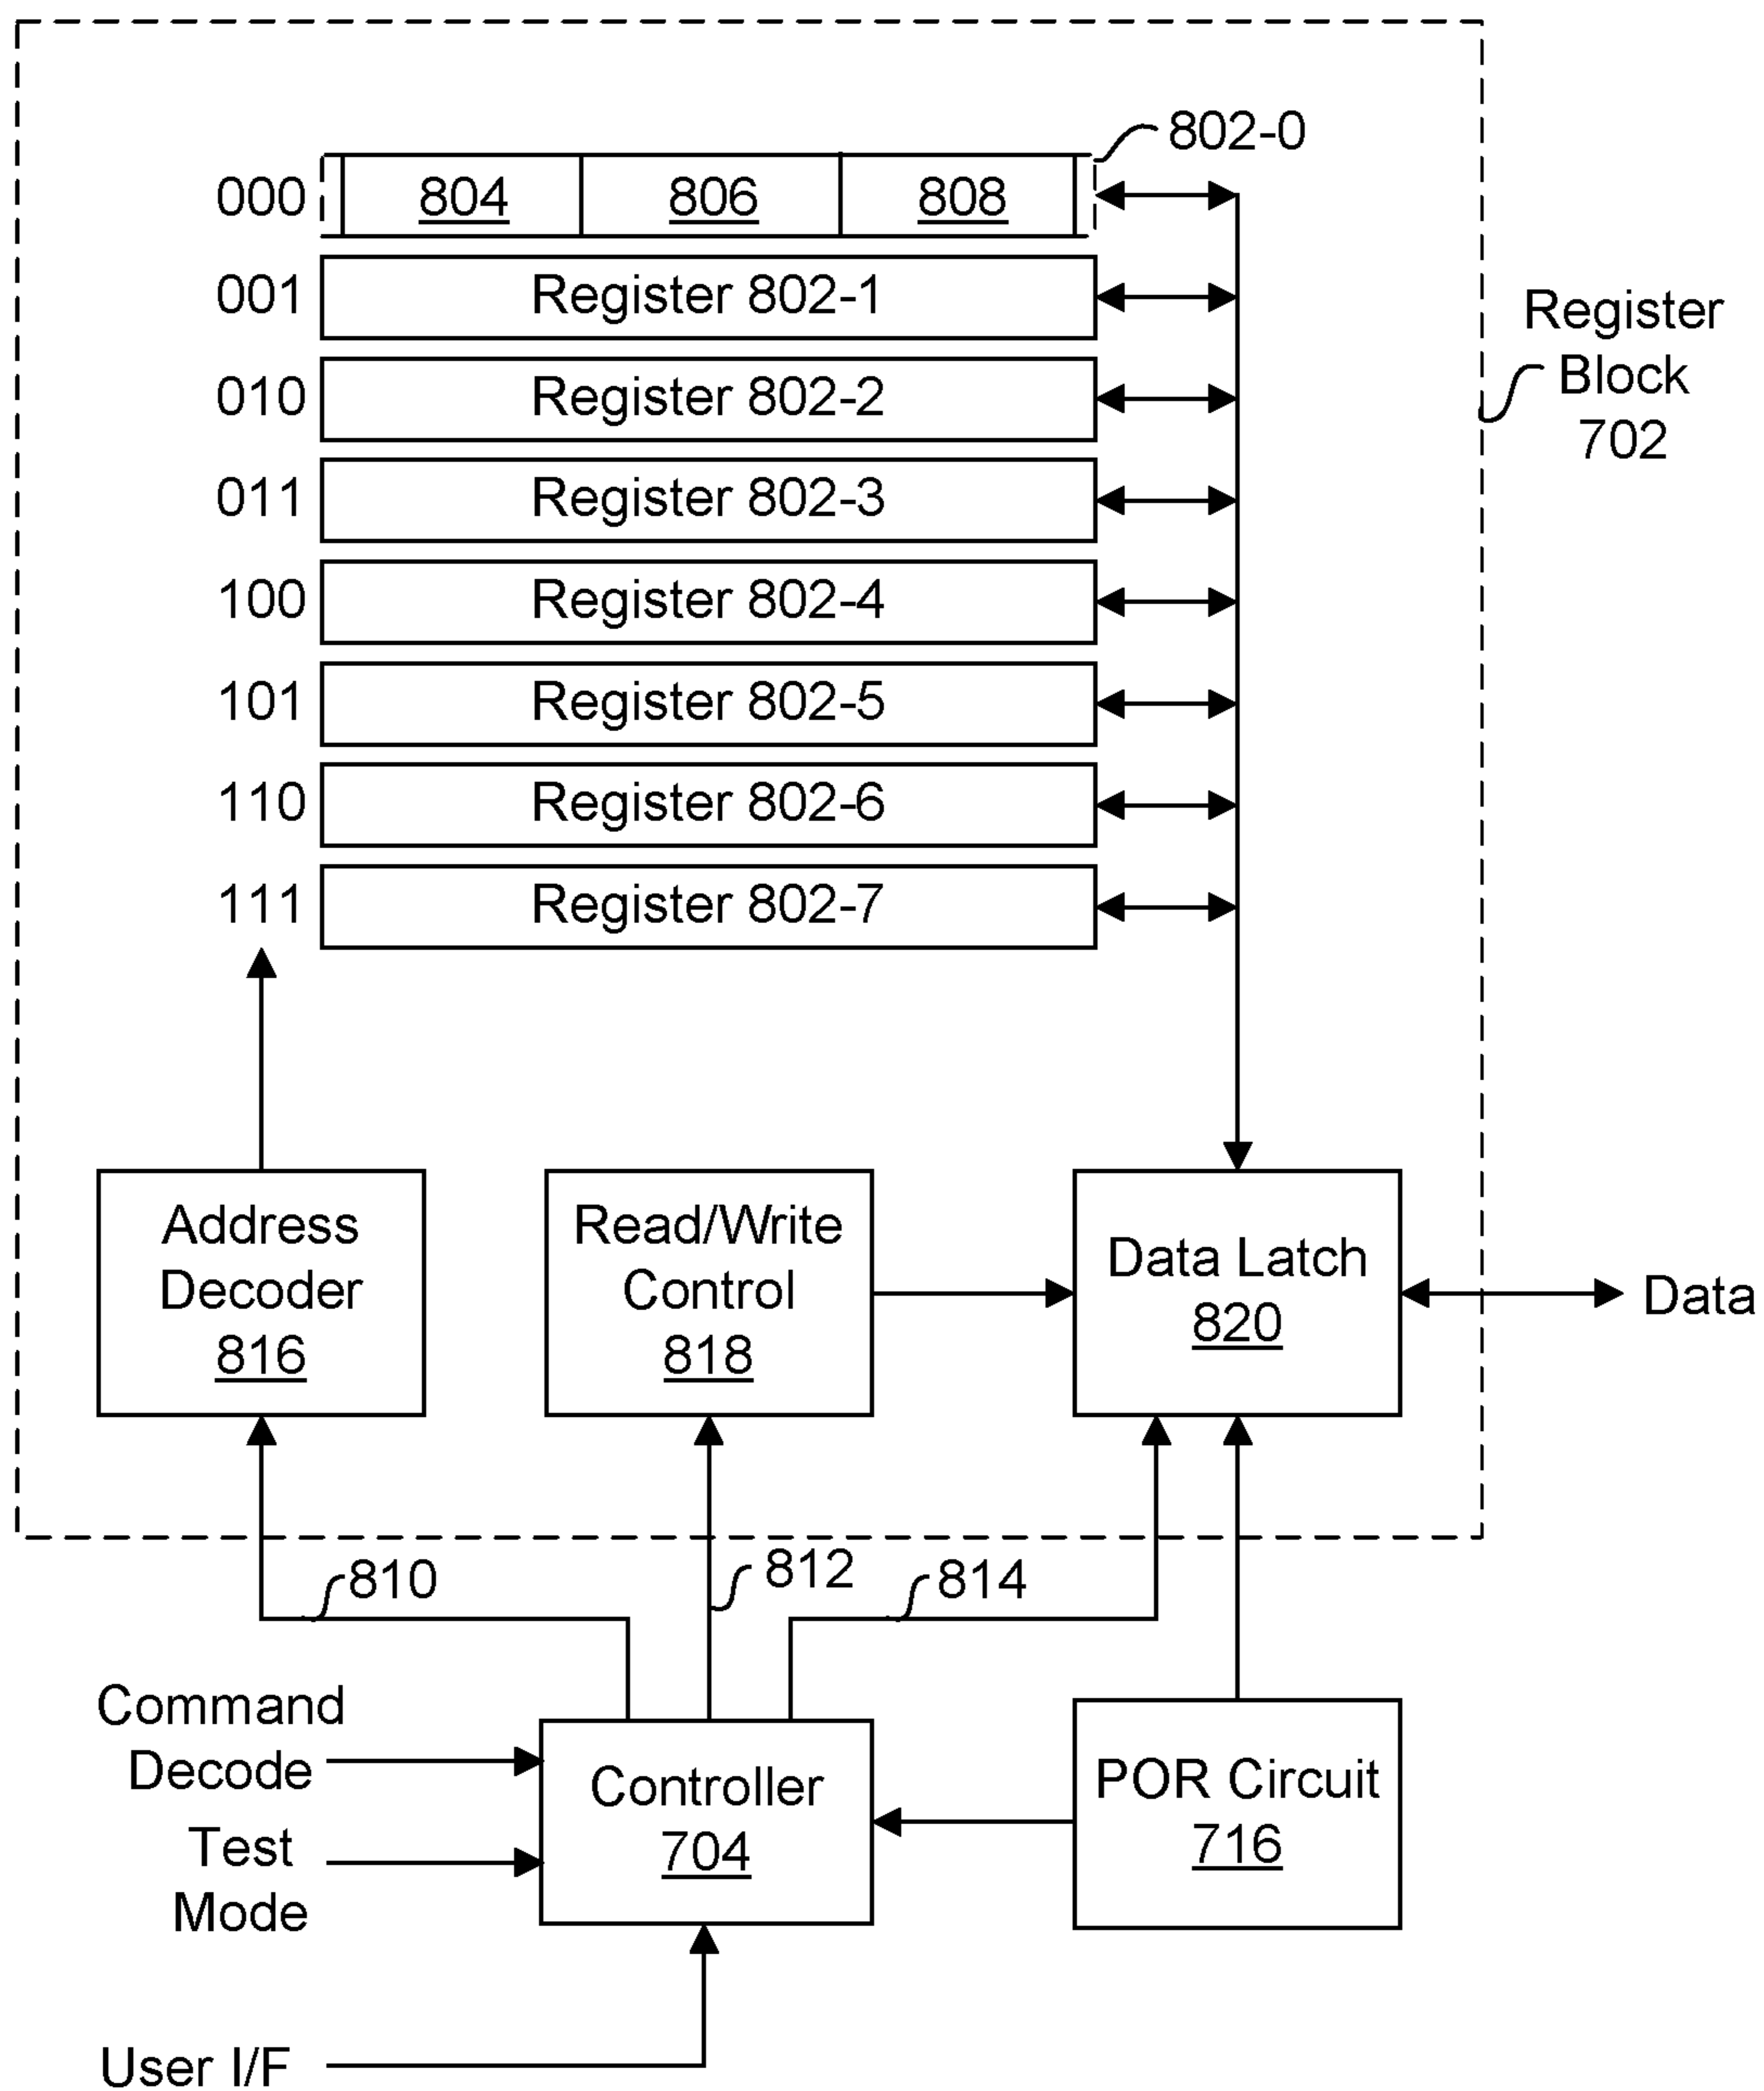 802-0
000 804 806 808
001 Register 802-1
010 Register 802-2
011 Register 802-3
100 Register 802-4
101 Register 802-5
110 Register 802-6
111 Register 802-7
Register
Block
702
Address
Decoder
816
Read/Write
Control
818
Data Latch
820
Data
810
812
814
Command
Decode
Test
Mode
Controller
704
POR Circuit
716
User I/F